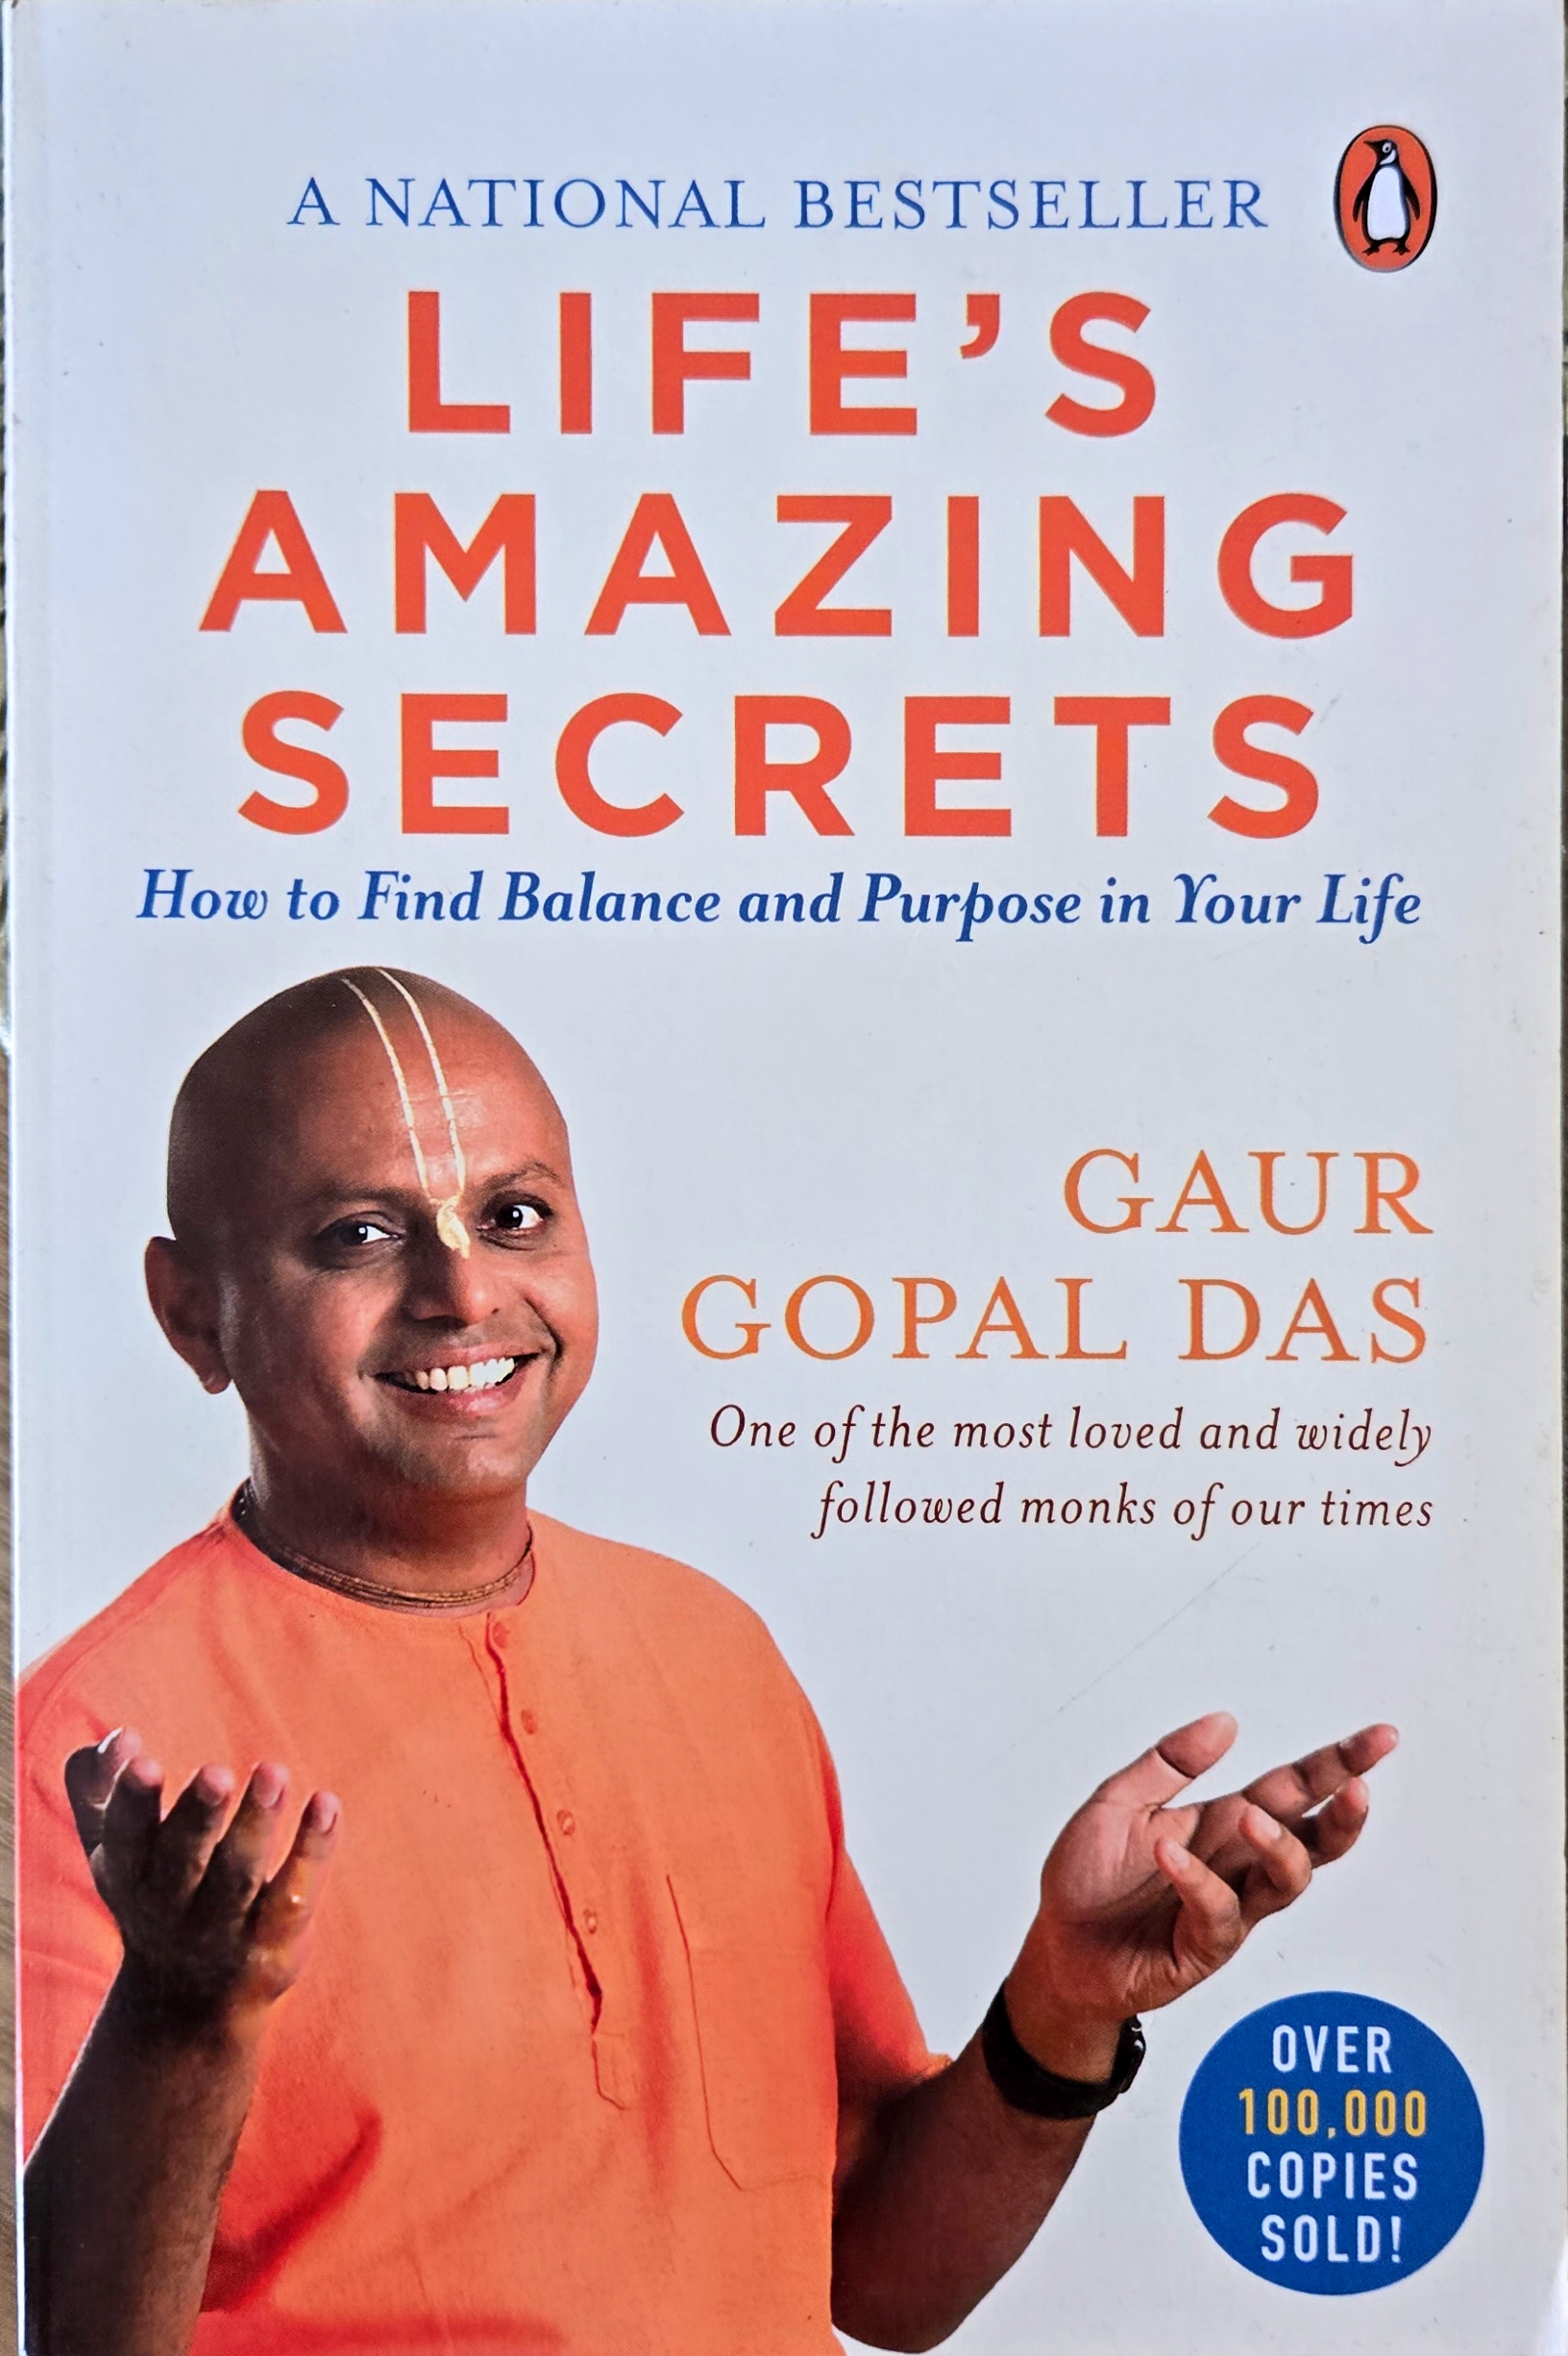 A NATIONAL BESTSELLER
LIFE’S
AMAZING
SECRETS
How to Find Balance and Purpose in Your Life
GAUR
GOPAL DAS
One of the most loved and widely
followed monks of our times
OVER
100,000
COPIES
SOLD!